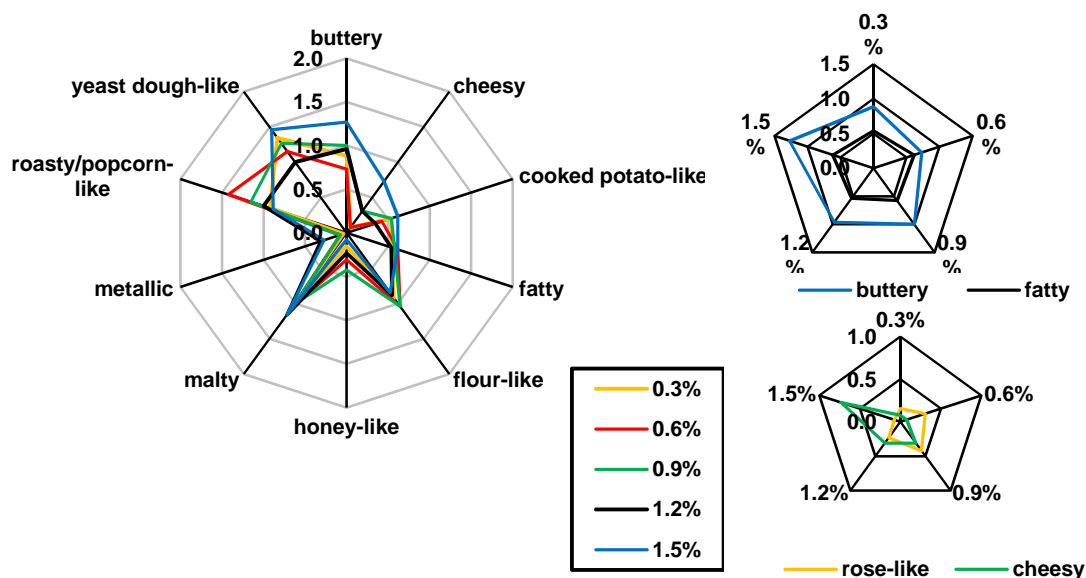 buttery
2.0
yeast dough-like
cheesy
1.5
1.0
roasty/popcorn-
like
cooked potato-like
0.5
0.0
metallic
fatty
malty
flour-like
honey-like
0.3%
0.6%
0.9%
1.2%
1.5%
0.3
%
1.5
1.5
%
1.0
0.6
%
0.5
0.0
1.2
%
0.9
%
buttery
fatty
0.3%
1.0
1.5%
0.5
0.6%
0.0
1.2%
0.9%
rose-like
cheesy